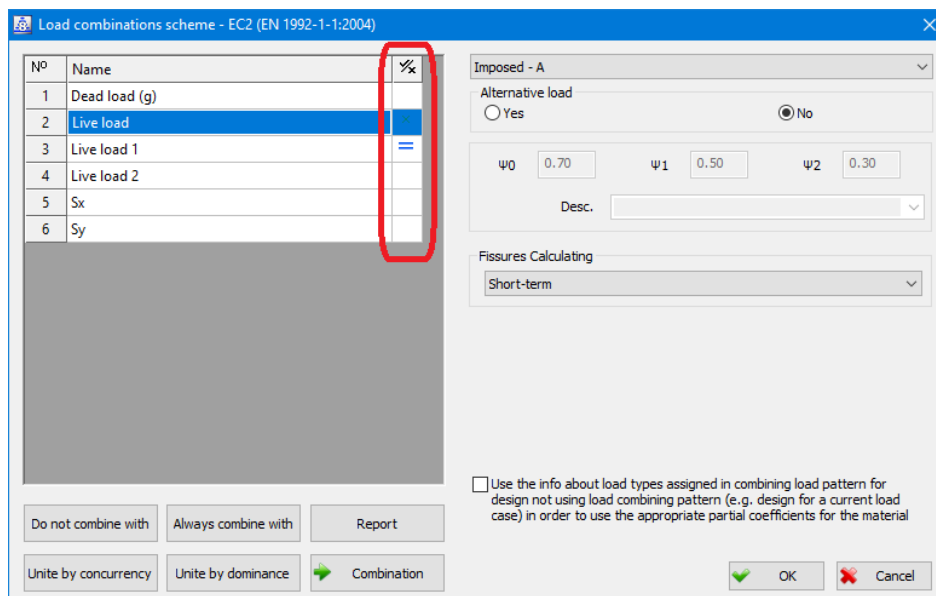 Load combinations scheme - EC2 (EN 1992-1-1:2004)
Nº Name
1 Dead load (g)
2 Live load
3 Live load 1
4 Live load 2
5 Sx
6 Sy
Do not combine with Always combine with Report
Unite by concurrency Unite by dominance Combination
Imposed - A
Alternative load
Yes No
Ψ0 0.70 Ψ1 0.50 Ψ2 0.30
Desc.
Fissures Calculating
Short-term
Use the info about load types assigned in combining load pattern for
design not using load combining pattern (e.g. design for a current load
case) in order to use the appropriate partial coefficients for the material
OK Cancel